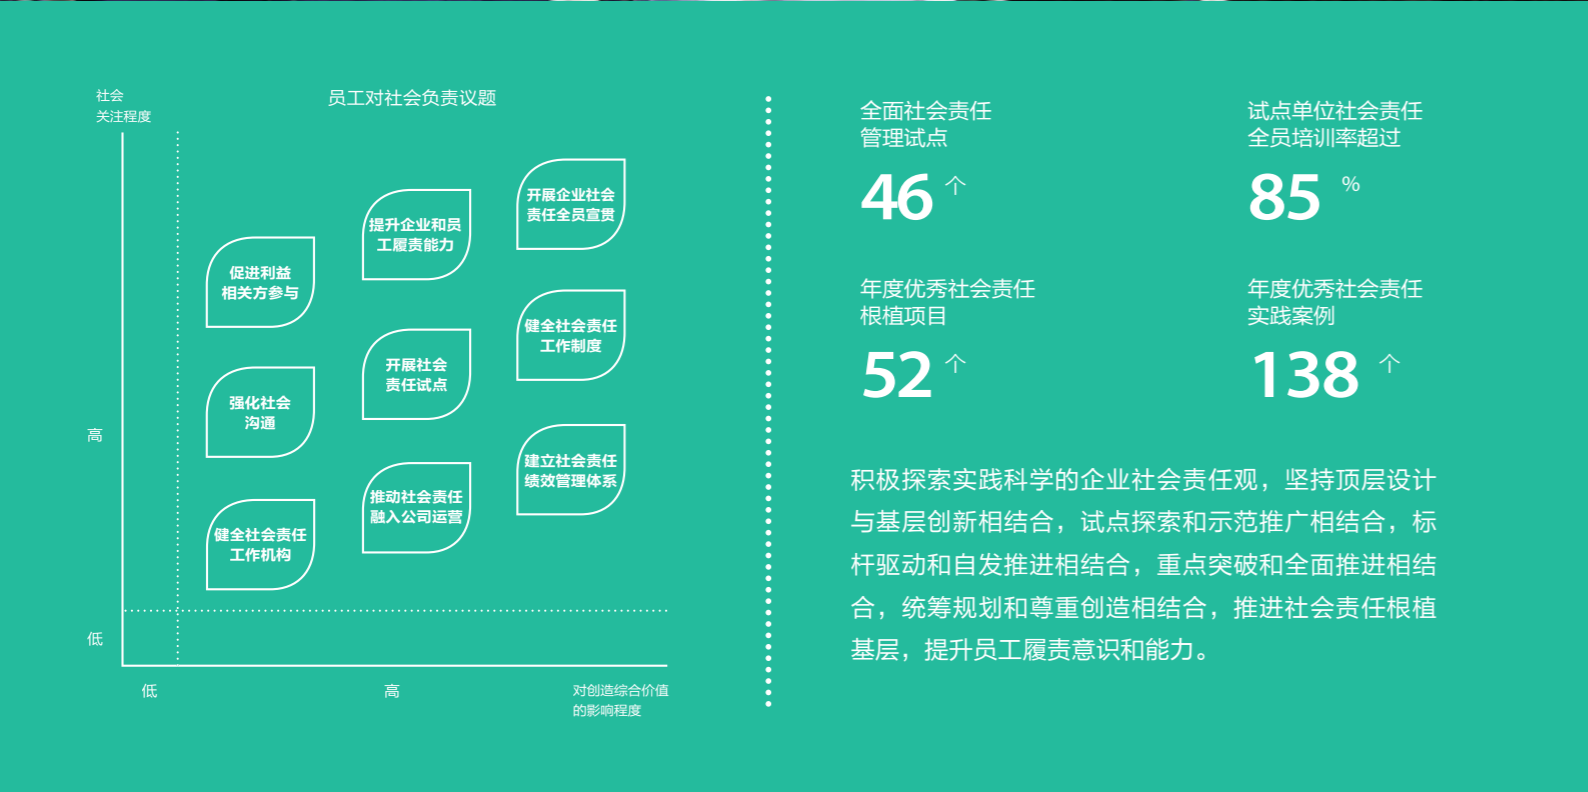 员工对社会负责议题
社会
关注程度
开展企业社会
责任全员宣贯
提升企业和员
工履责能力
促进利益
相关方参与
健全社会责任
工作制度
开展社会
责任试点
强化社会
沟通
高
建立社会责任
绩效管理体系
推动社会责任
融入公司运营
健全社会责任
工作机构
低
低
高
对创造综合价值
的影响程度
全面社会责任
管理试点
46 个
试点单位社会责任
全员培训率超过
85 %
年度优秀社会责任
根植项目
52 个
年度优秀社会责任
实践案例
138 个
积极探索实践科学的企业社会责任观，坚持顶层设计
与基层创新相结合，试点探索和示范推广相结合，标
杆驱动和自发推进相结合，重点突破和全面推进相结
合，统筹规划和尊重创造相结合，推进社会责任根植
基层，提升员工履责意识和能力。